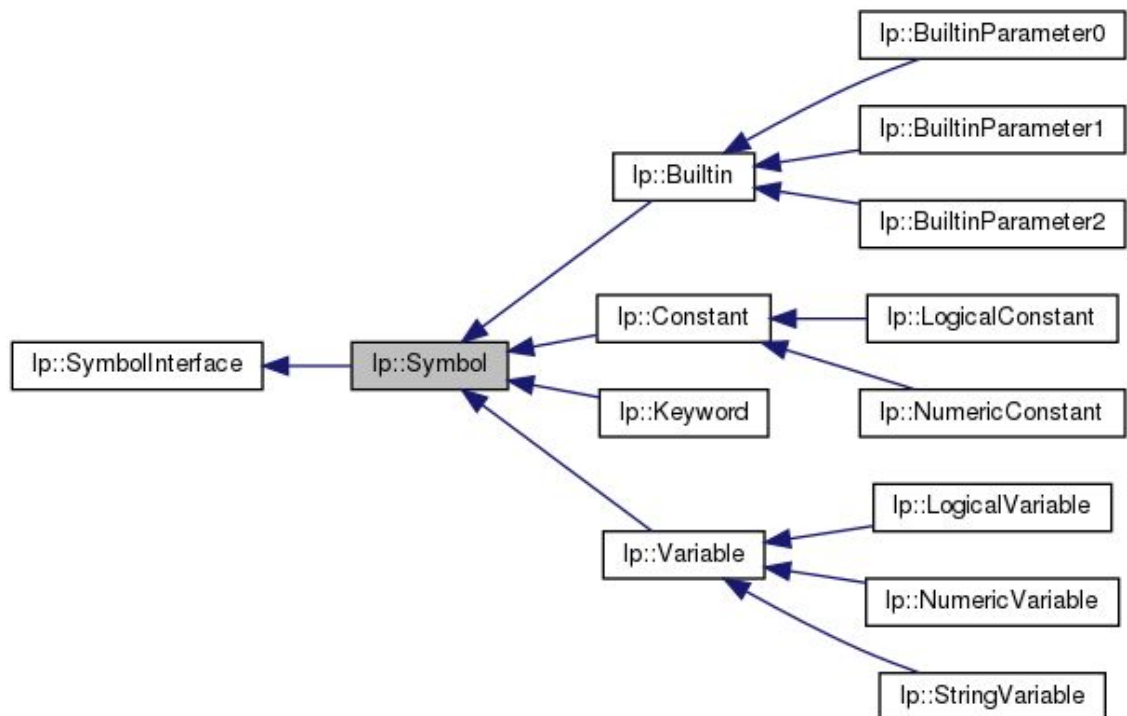 lp::BuiltinParameter0
lp::BuiltinParameter1
lp::Builtin
lp::BuiltinParameter2
lp::Constant
lp::LogicalConstant
lp::SymbolInterface
lp::Symbol
lp::Keyword
lp::NumericConstant
lp::LogicalVariable
lp::Variable
lp::NumericVariable
lp::StringVariable